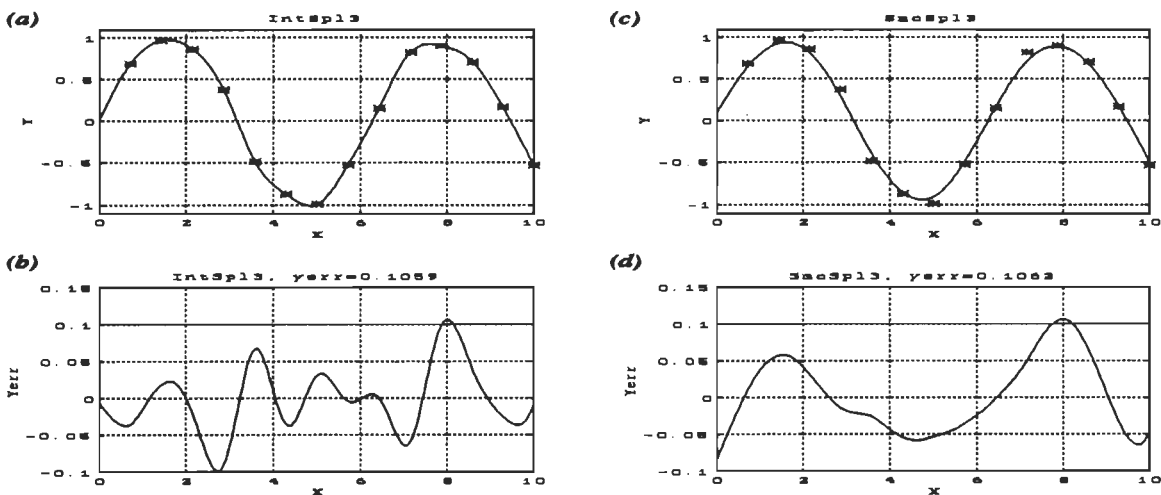 (a) IntSpl3
1
0.5
0
-0.5
-1
Y
0 2 4 6 8 10
X
(b) IntSpl3, yerr=0.1059
0.15
0.1
0.05
0
-0.05
-0.1
Yerr
0 2 4 6 8 10
X
(c) SmcSpl3
1
0.5
0
-0.5
-1
Y
0 2 4 6 8 10
X
(d) SmcSpl3, yerr=0.1062
0.15
0.1
0.05
0
-0.05
-0.1
Yerr
0 2 4 6 8 10
X